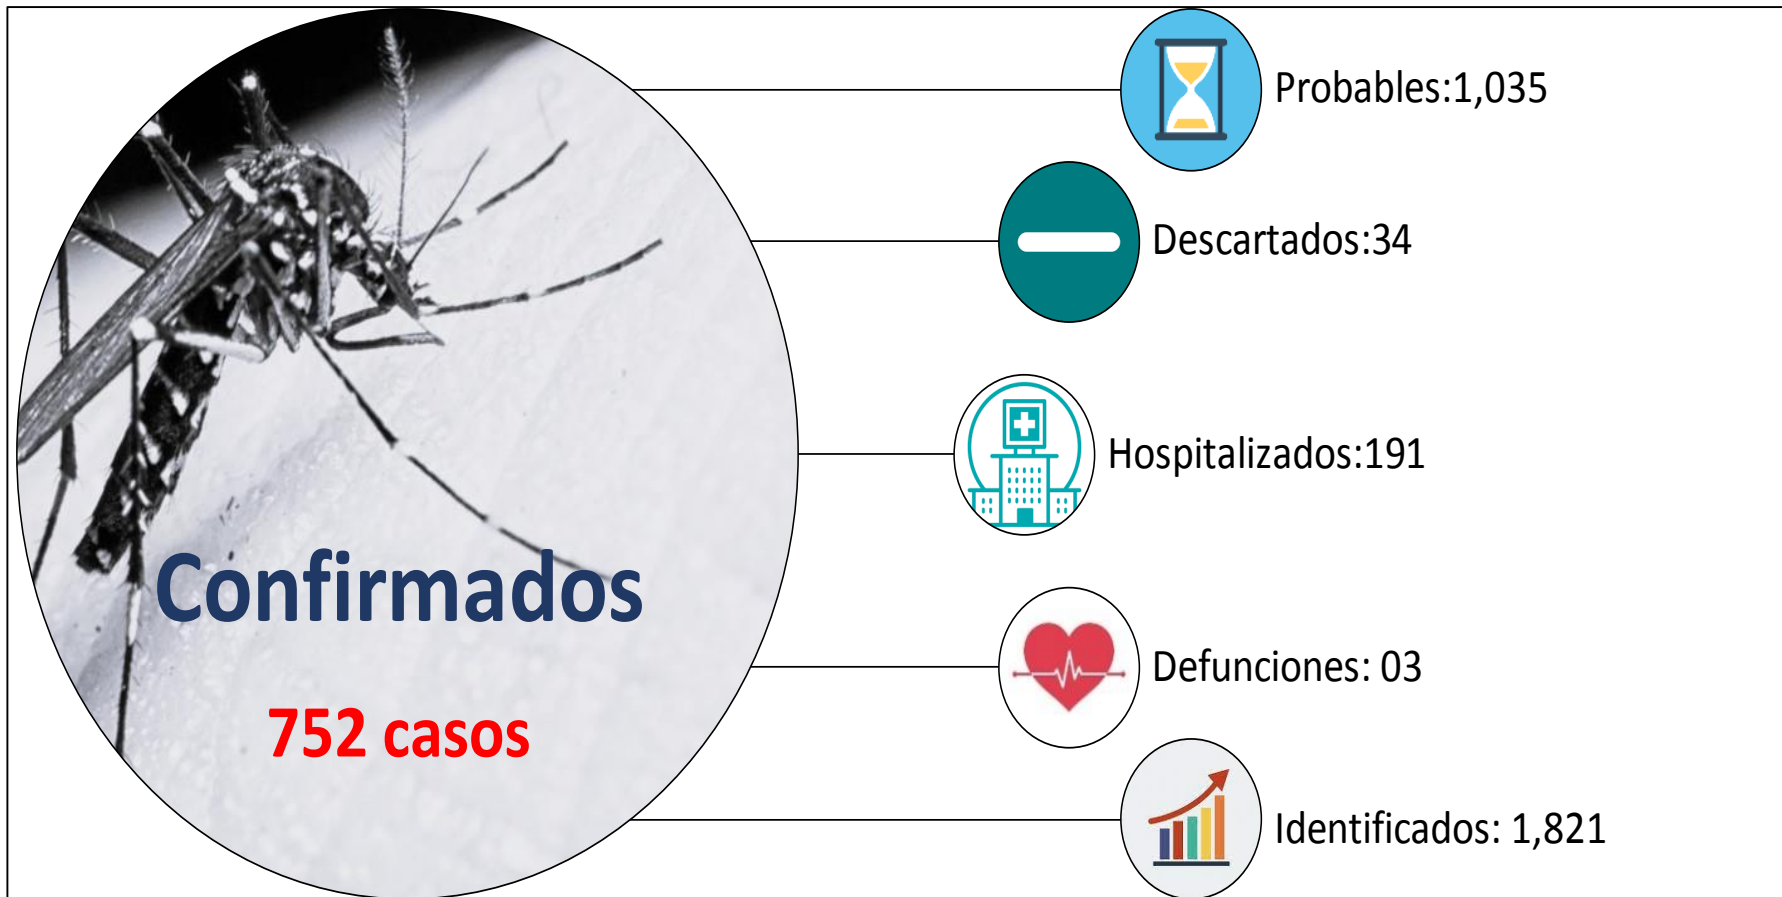 Confirmados
752 casos
Probables:1,035
Descartados:34
Hospitalizados:191
Defunciones: 03
Identificados: 1,821